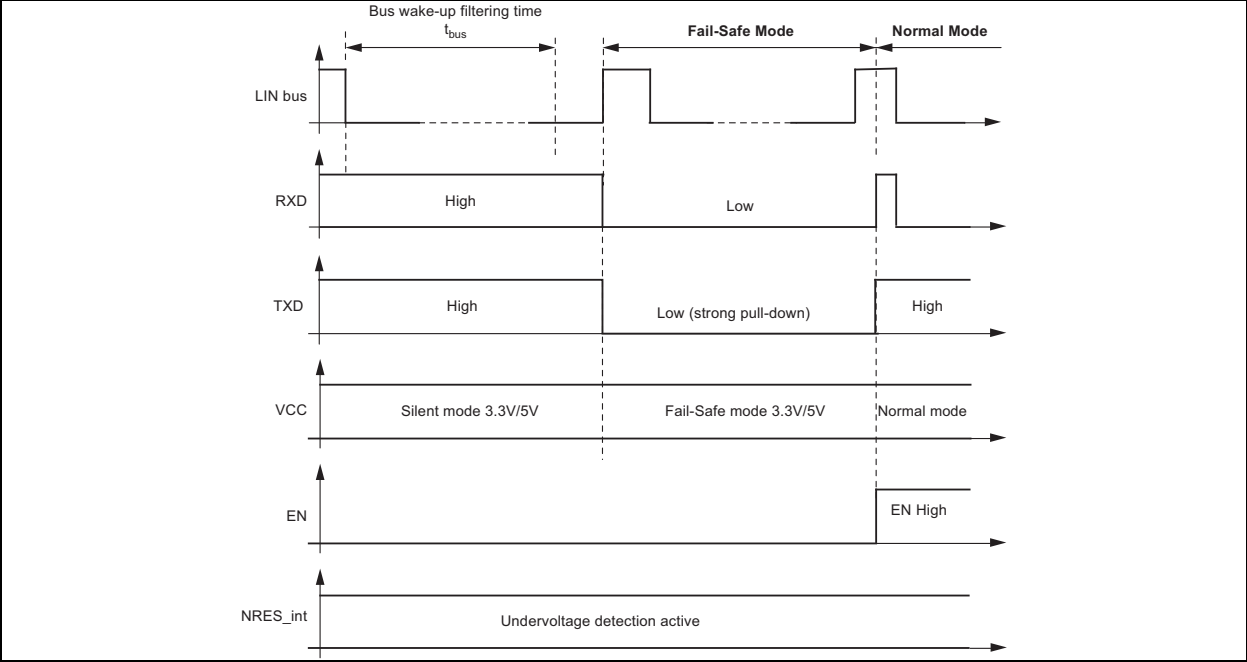 Bus wake-up filtering time
tbus
Fail-Safe Mode
Normal Mode
LIN bus
RXD
High
Low
TXD
High
Low (strong pull-down)
High
VCC
Silent mode 3.3V/5V
Fail-Safe mode 3.3V/5V
Normal mode
EN
EN High
NRES_int
Undervoltage detection active